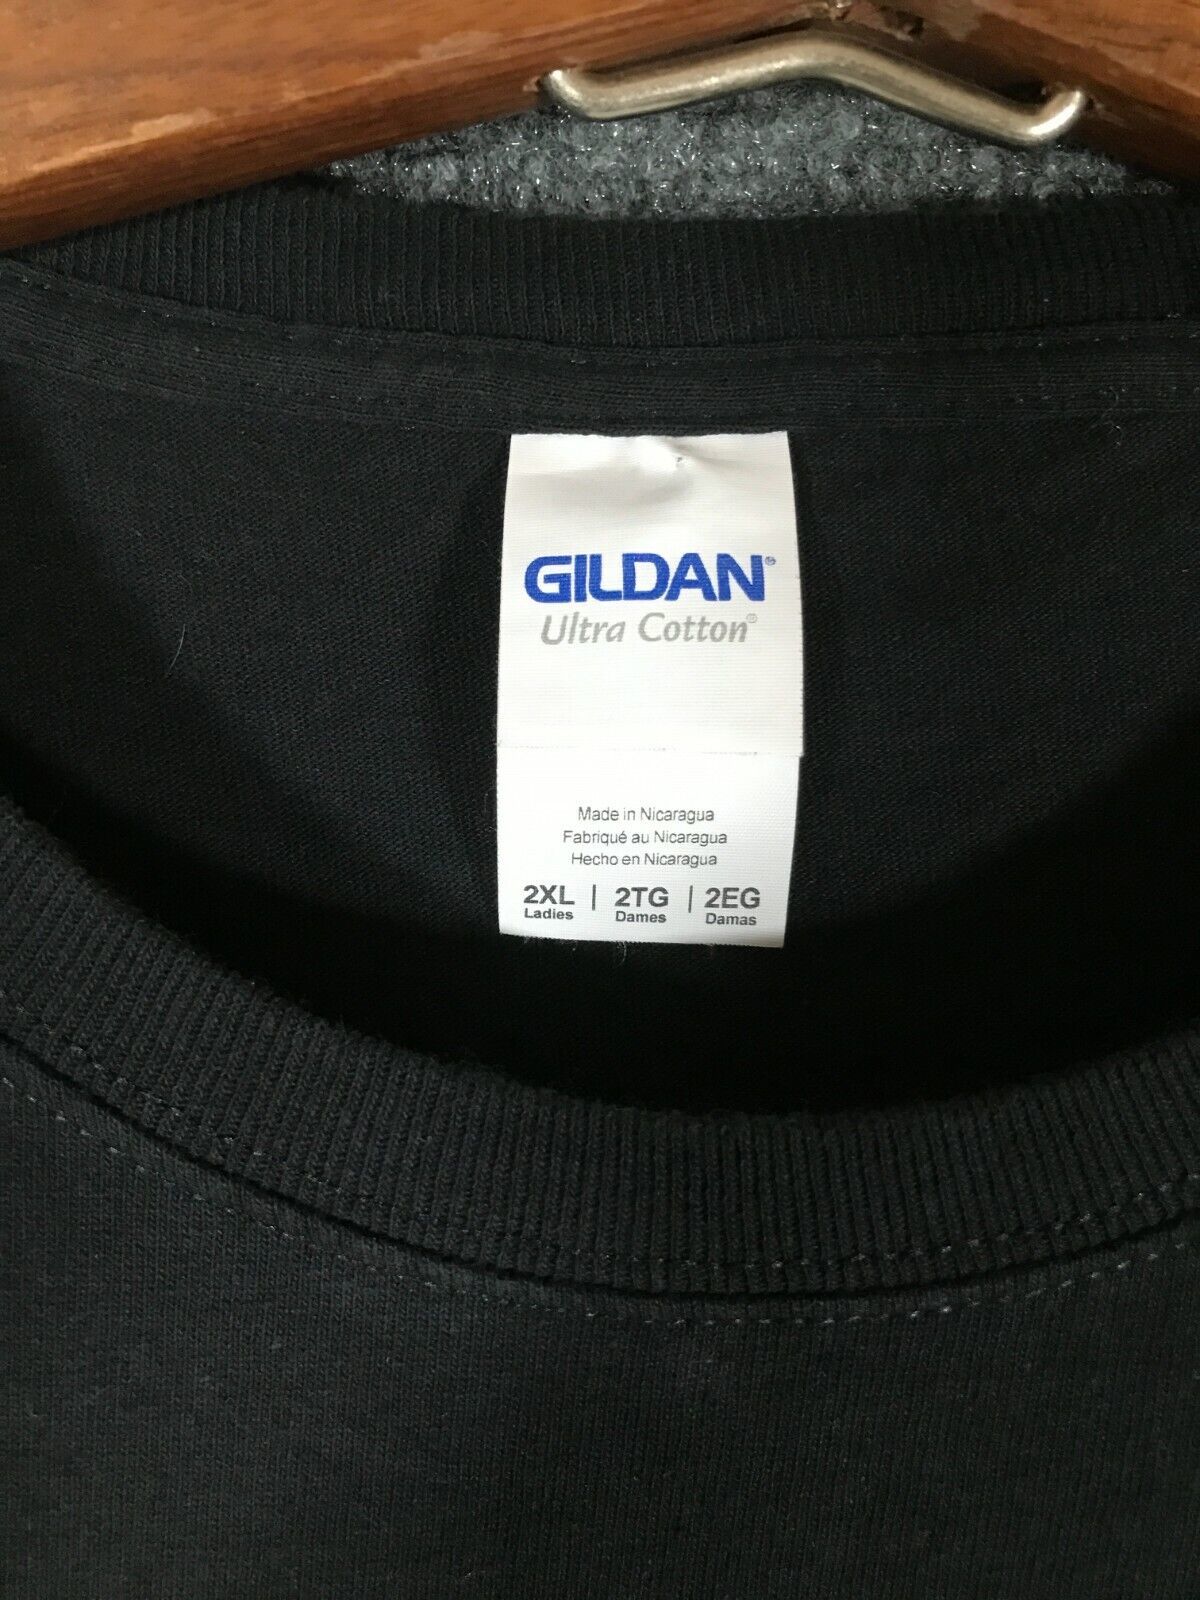 GILDAN®
Ultra Cotton®
Made in Nicaragua
Fabriqué au Nicaragua
Hecho en Nicaragua
2XL | 2TG | 2EG
Ladies Dames Damas